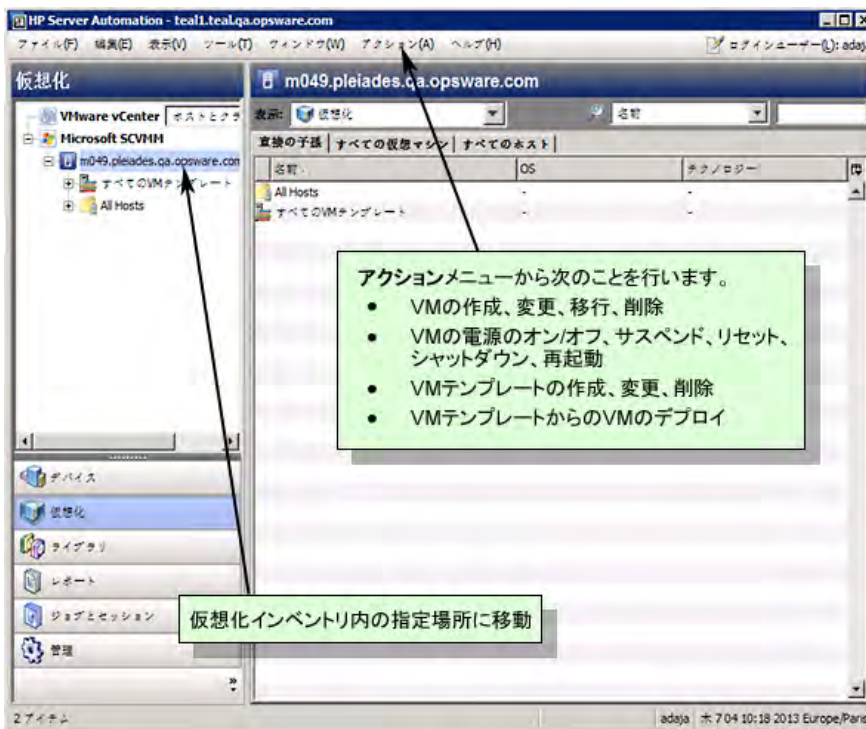 HP Server Automation - teal1.teal.qa.opsware.com
ファイル(F) 編集(E) 表示(V) ツール(T) ウィンドウ(W) アクション(A) ヘルプ(H) ログインユーザー(L): adaj
仮想化
m049.pleiades.qa.opsware.com
VMware vCenter ホストとクラ
Microsoft SCVMM
m049.pleiades.qa.opsware.com
すべてのVMテンプレート
All Hosts
表示: 仮想化 名前
直接の子孫 すべての仮想マシン すべてのホスト
名前 OS テクノロジー
All Hosts - -
すべてのVMテンプレート - -
アクションメニューから次のことを行います。
• VMの作成、変更、移行、削除
• VMの電源のオン/オフ、サスペンド、リセット、
シャットダウン、再起動
• VMテンプレートの作成、変更、削除
• VMテンプレートからのVMのデプロイ
デバイス
仮想化
ライブラリ
レポート
ジョブとセッション
管理
仮想化インベントリ内の指定場所に移動
2アイテム
adaja 木 7 04 10:18 2013 Europe/Paris